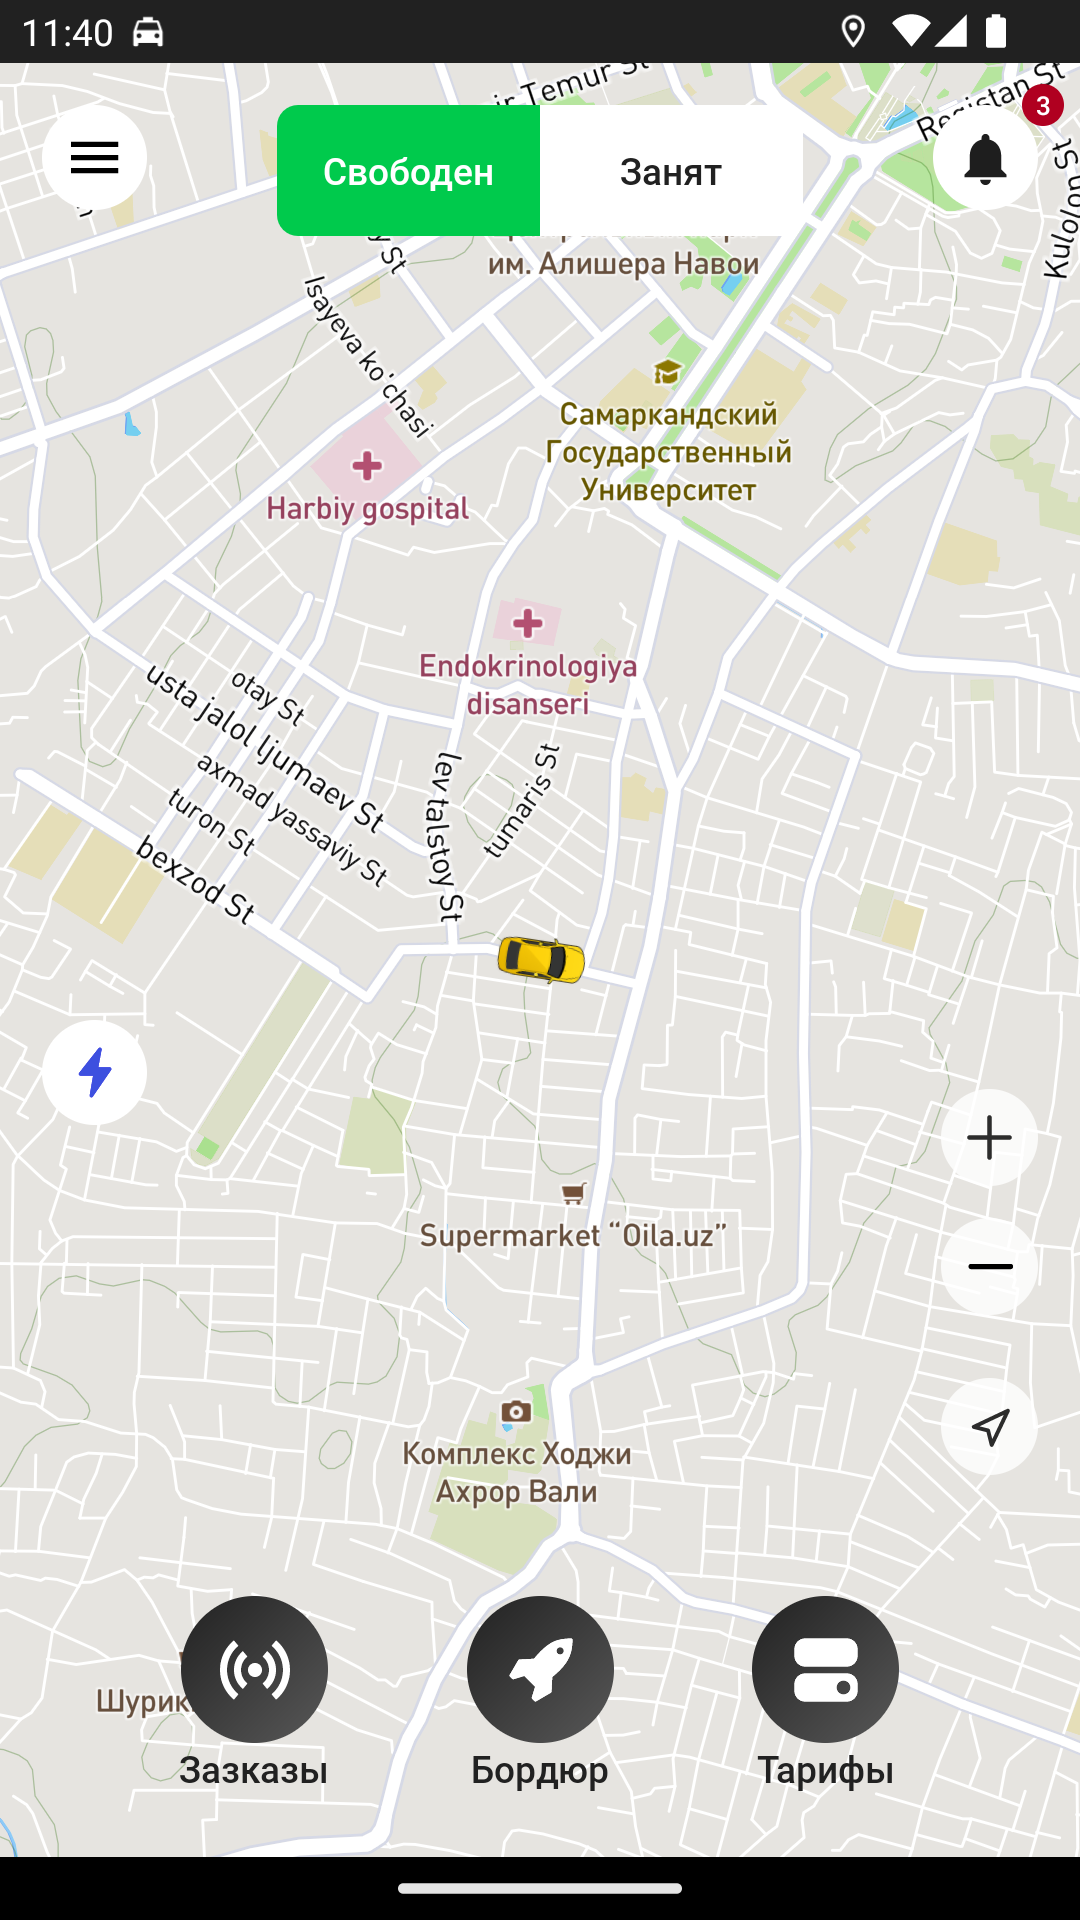 11:40
ir Temur St
Registan St
3
Свободен
Занят
y St
им. Алишера Навои
Kulolon St
Isayeva ko'chasi
Самаркандский
Государственный
Университет
Harbiy gospital
Endokrinologiya
disanseri
otay St
usta jalol ljumaev St
axmad yassaviy St
turon St
bexzod St
lev talstoy St
tumaris St
Supermarket “Oila.uz”
Комплекс Ходжи
Ахрор Вали
Шурик
Зазказы
Бордюр
Тарифы